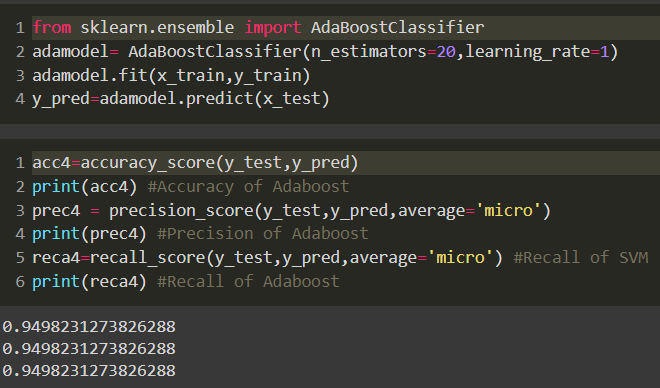 1 from sklearn.ensemble import AdaBoostClassifier
2 adamodel= AdaBoostClassifier(n_estimators=20,learning_rate=1)
3 adamodel.fit(x_train,y_train)
4 y_pred=adamodel.predict(x_test)
1 acc4=accuracy_score(y_test,y_pred)
2 print(acc4) #Accuracy of Adaboost
3 prec4 = precision_score(y_test,y_pred,average='micro')
4 print(prec4) #Precision of Adaboost
5 reca4=recall_score(y_test,y_pred,average='micro') #Recall of SVM
6 print(reca4) #Recall of Adaboost
0.9498231273826288
0.9498231273826288
0.9498231273826288